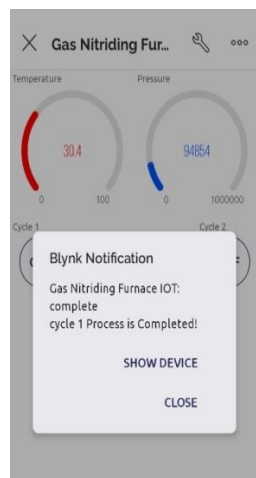 Gas Nitriding Fur...
Temperature Pressure
30.4 94854
0 100 0 1000000
Cycle 1 Cycle 2
Blynk Notification
Gas Nitriding Furnace IOT:
complete
cycle 1 Process is Completed!
SHOW DEVICE
CLOSE